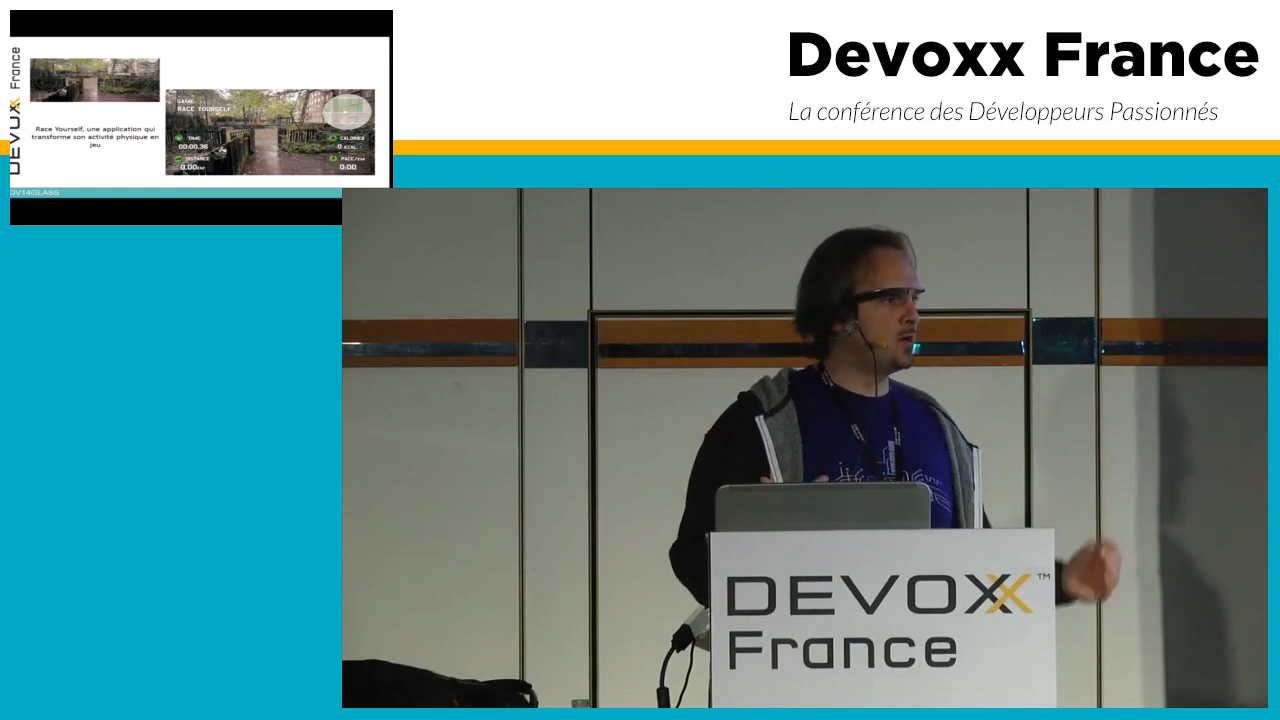 Devoxx France
La conférence des Développeurs Passionnés
DEVOXX France
GAME:
RACE YOURSELF
TIME
00:00.36
CALORIES
0 KCAL
DISTANCE
0.00KM
PACE/KM
0:00
Race Yourself, une application qui
transforme son activité physique en
jeu
DV14GLASS
DEVOXX™
France